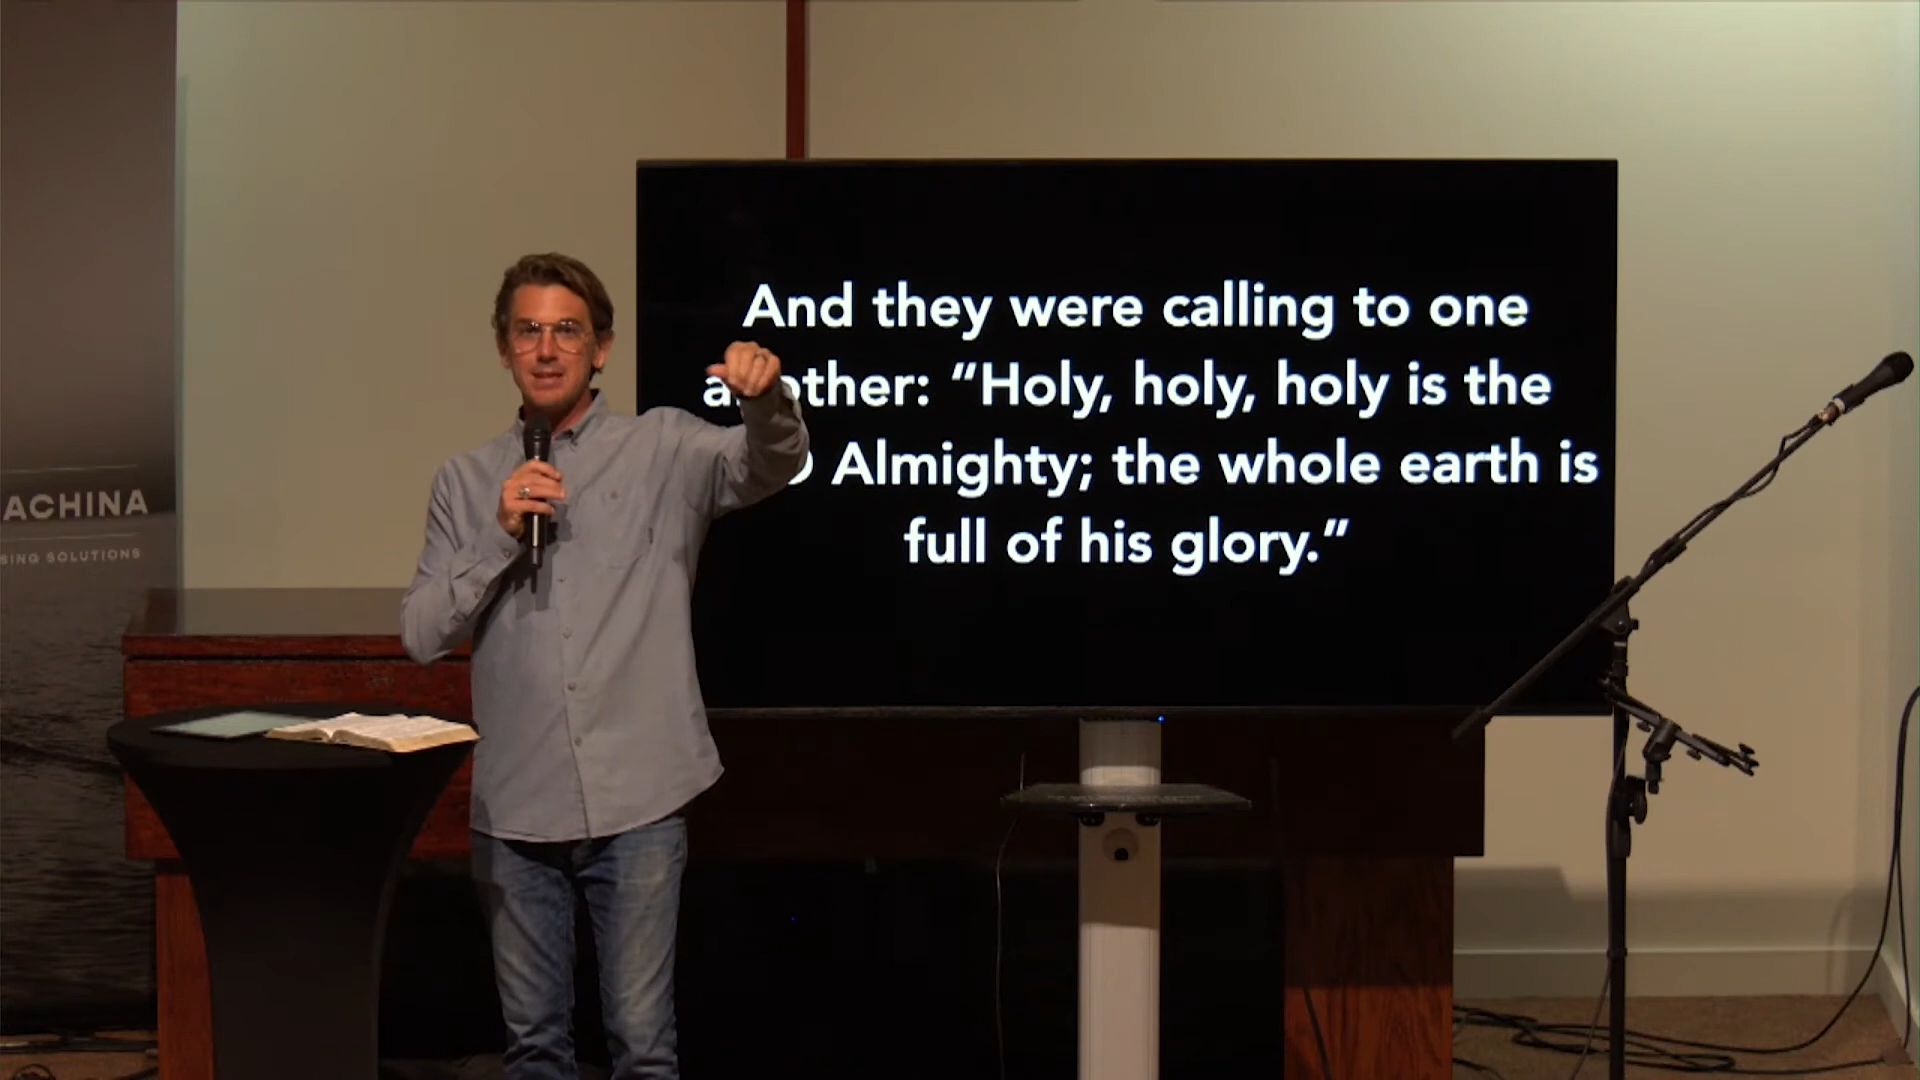 And they were calling to one
other: “Holy, holy, holy is the
Almighty; the whole earth is
full of his glory.”
ACHINA
SING SOLUTIONS